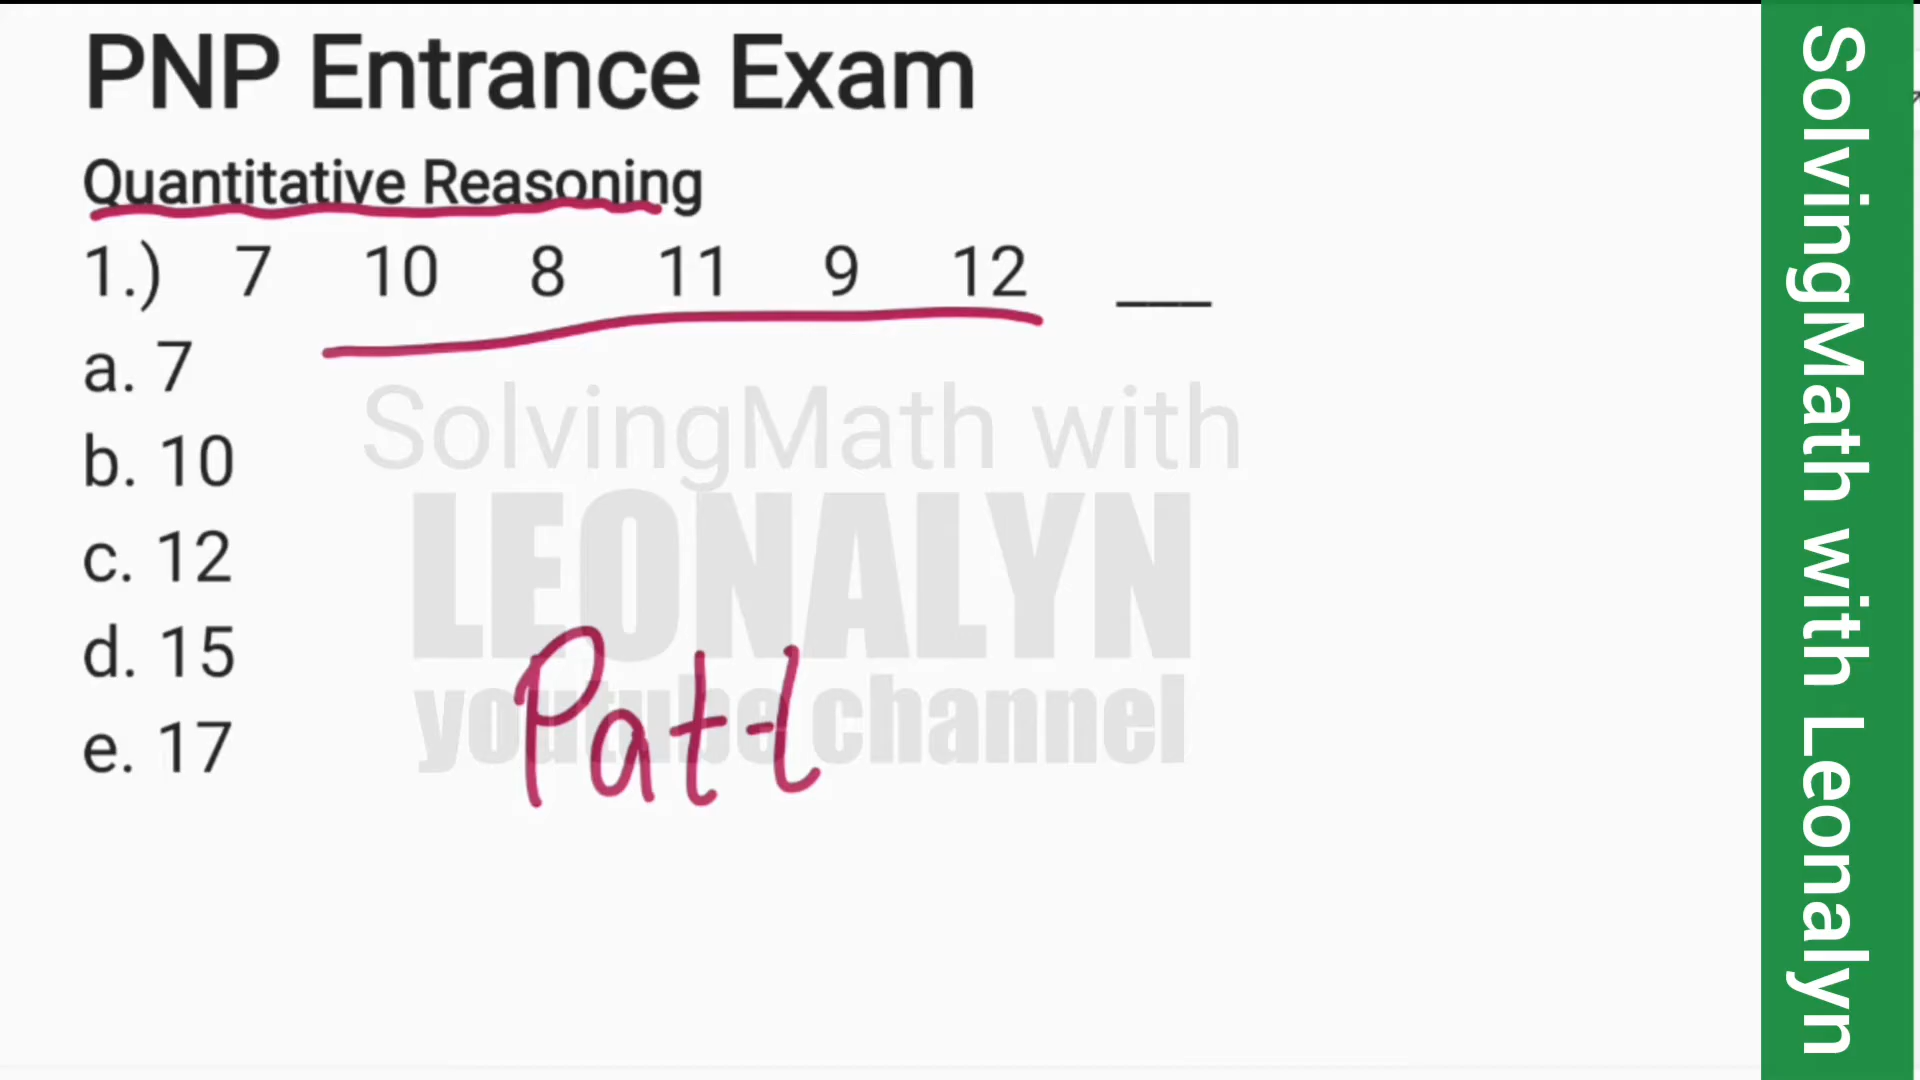 PNP Entrance Exam
Quantitative Reasoning
1.) 7 10 8 11 9 12 ___
a. 7
b. 10
c. 12
d. 15
e. 17
SolvingMath with
LEONALYN
youtube channel
SolvingMath with Leonalyn